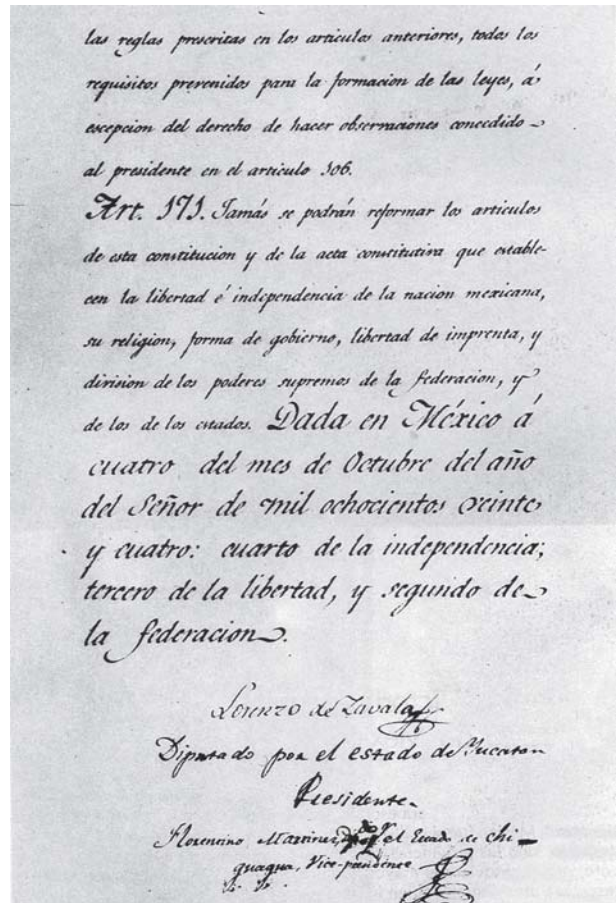 las reglas prescritas en los articulos anteriores, todos los
requisitos prevenidos para la formacion de las leyes, á
escepcion del derecho de hacer observaciones concedido
al presidente en el articulo 106.
Art. 171. Jamás se podrán reformar los articulos
de esta constitucion y de la acta constitutiva que estable-
cen la libertad é independencia de la nacion mexicana,
su religion, forma de gobierno, libertad de imprenta, y
division de los poderes supremos de la federacion, y
de los de los estados. Dada en México á
cuatro del mes de Octubre del año
del Señor de mil ochocientos veinte
y cuatro: cuarto de la independencia;
tercero de la libertad, y segundo de
la federacion.
Lorenzo de Zavala
Diputado por el estado de Yucatan
Presidente
Florentino Martinez, el Estado de Chi-
guagua, Vice-presidente